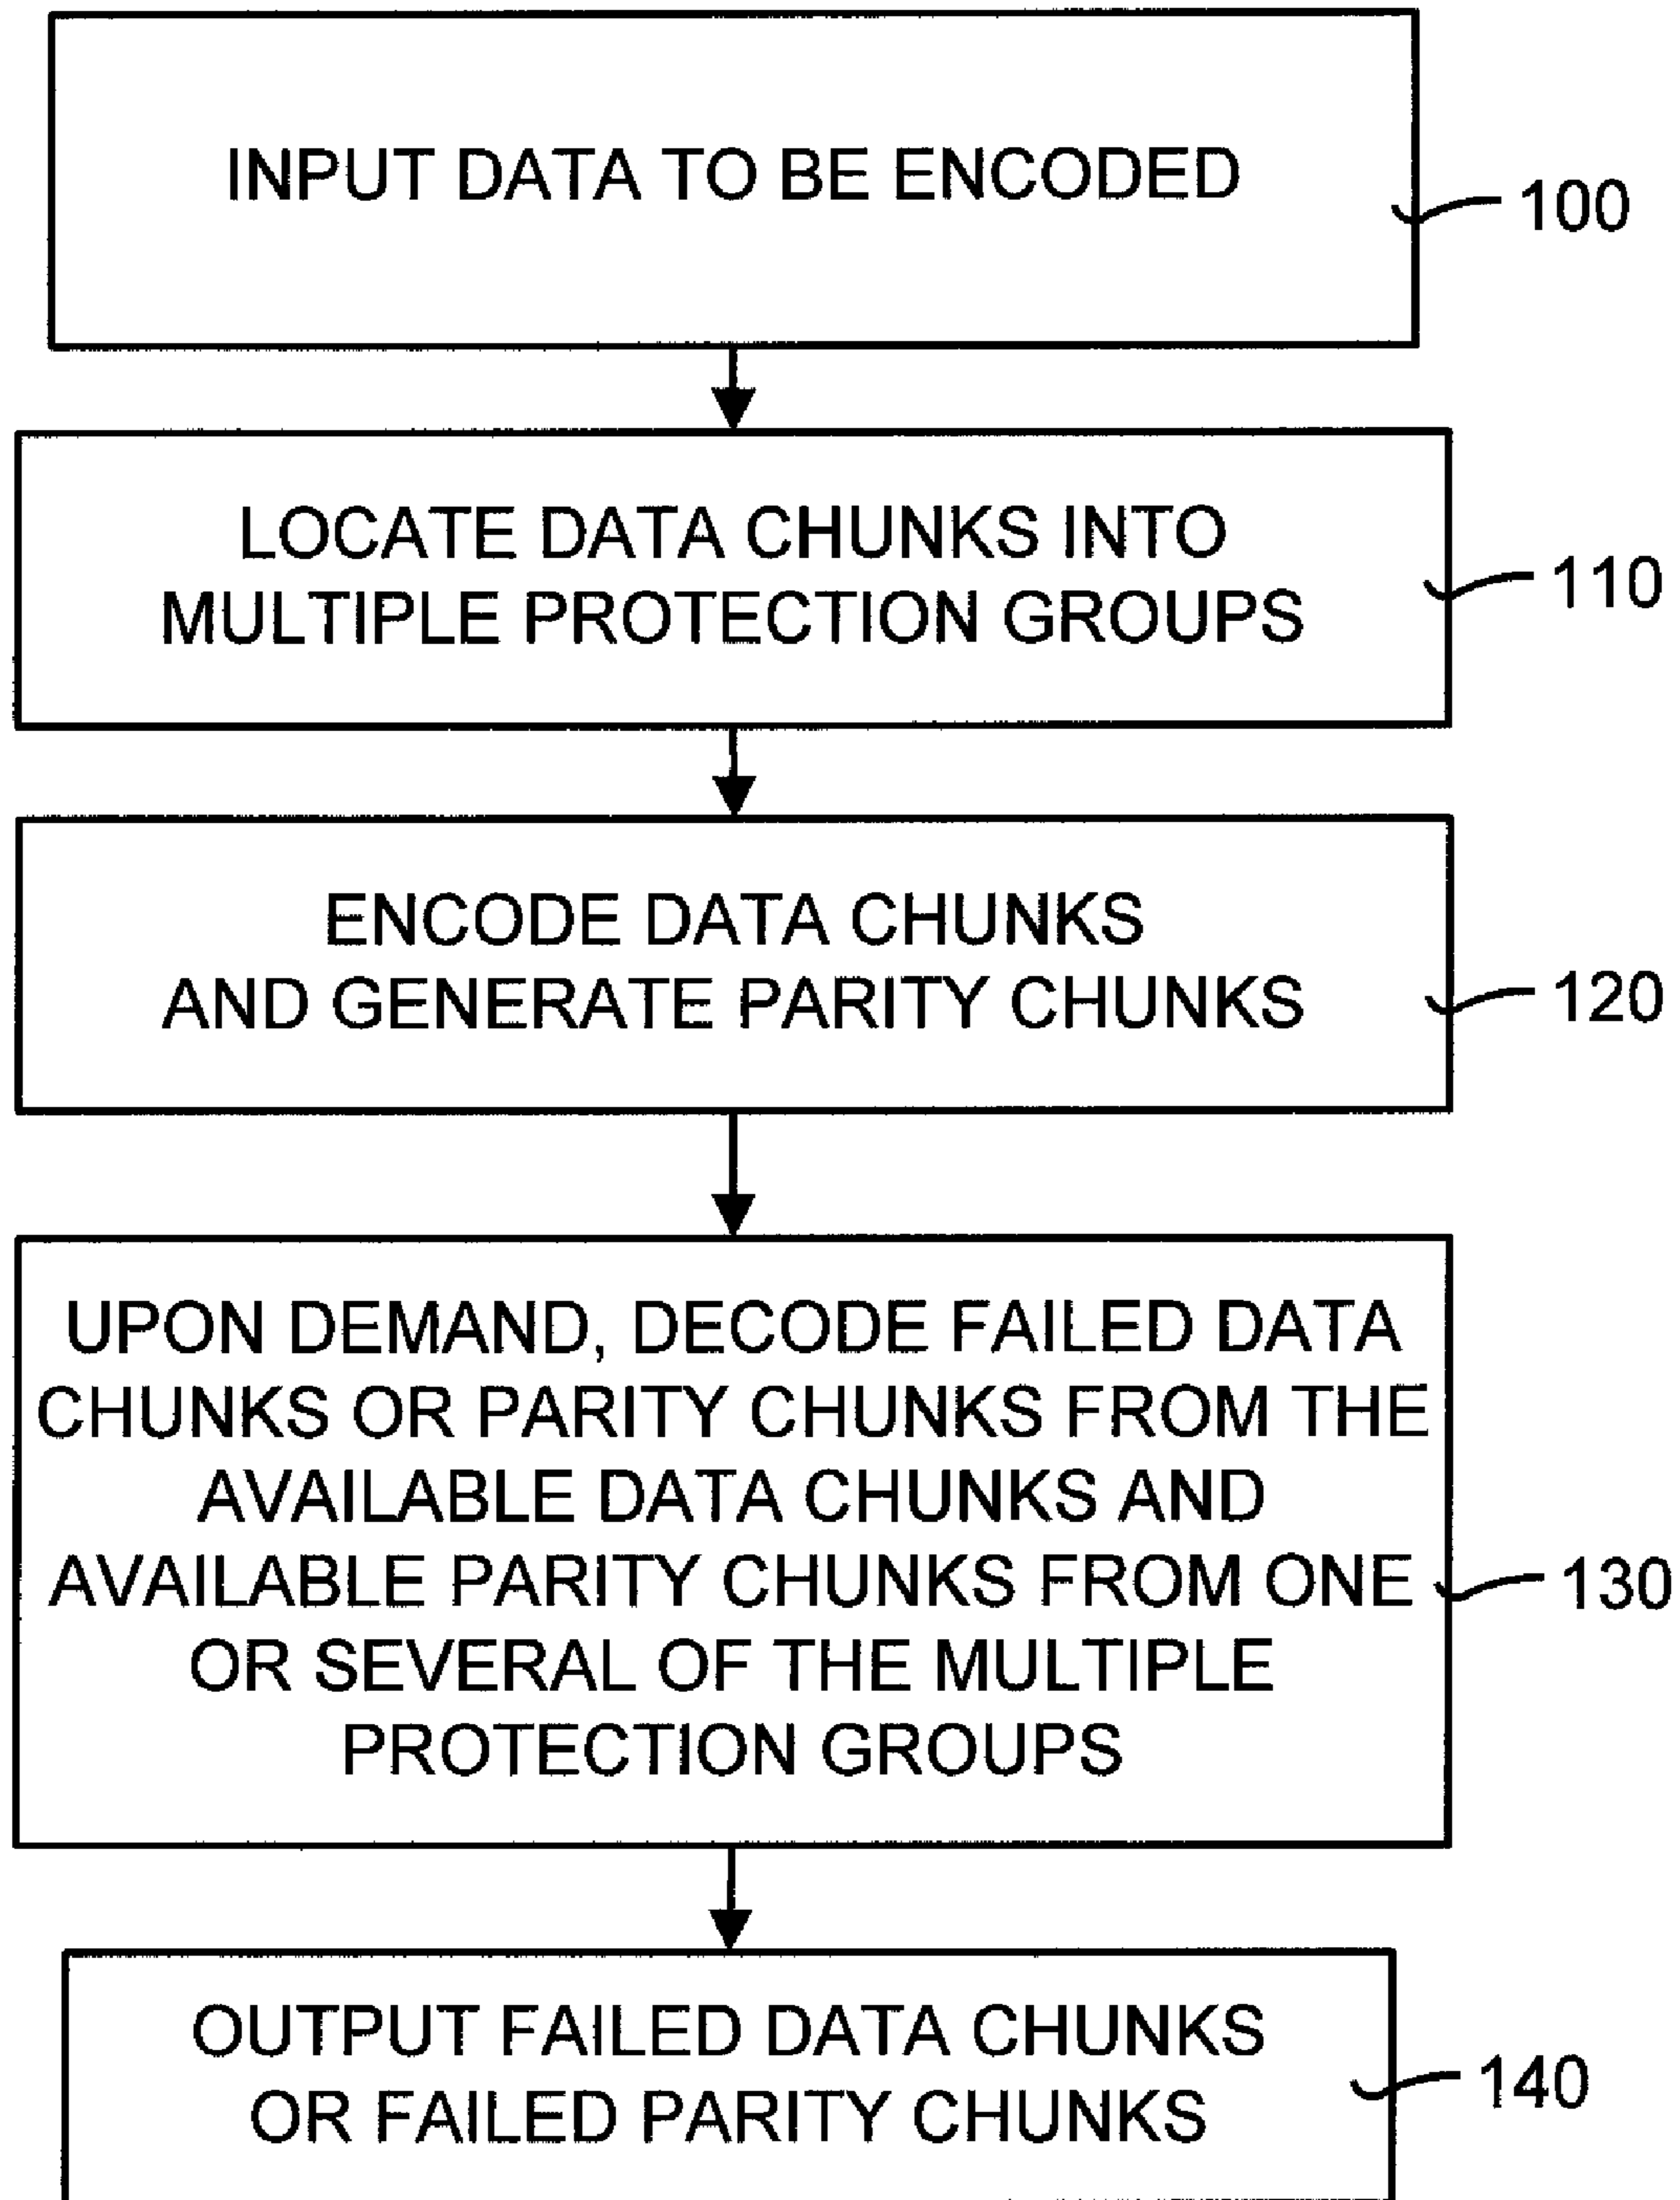 INPUT DATA TO BE ENCODED
100
LOCATE DATA CHUNKS INTO
MULTIPLE PROTECTION GROUPS
110
ENCODE DATA CHUNKS
AND GENERATE PARITY CHUNKS
120
UPON DEMAND, DECODE FAILED DATA
CHUNKS OR PARITY CHUNKS FROM THE
AVAILABLE DATA CHUNKS AND
AVAILABLE PARITY CHUNKS FROM ONE
OR SEVERAL OF THE MULTIPLE
PROTECTION GROUPS
130
OUTPUT FAILED DATA CHUNKS
OR FAILED PARITY CHUNKS
140